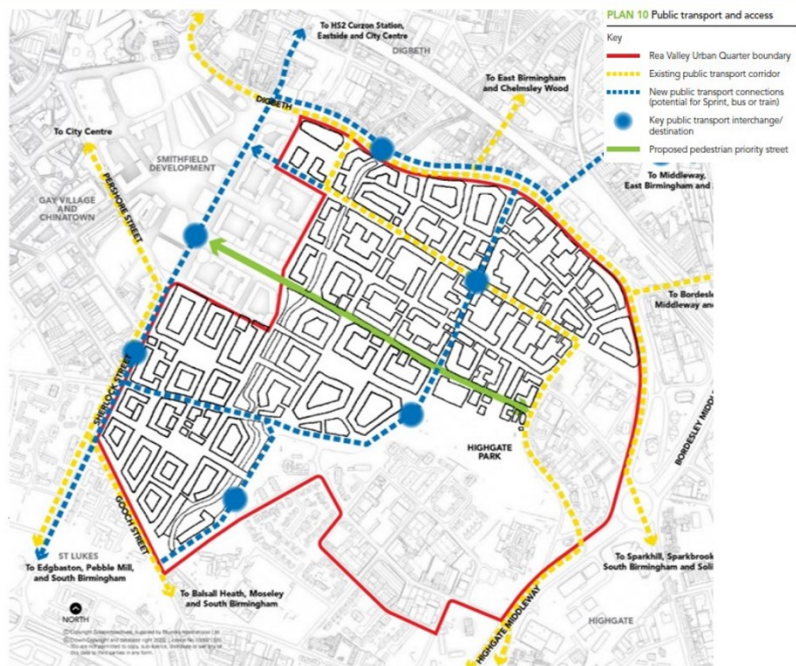 PLAN 10 Public transport and access
Key
Rea Valley Urban Quarter boundary
Existing public transport corridor
New public transport connections
(potential for Sprint, bus or train)
Key public transport interchange/
destination
Proposed pedestrian priority street
To HS2 Curzon Station,
Eastside and City Centre
DIGBETH
DIGBETH
To East Birmingham
and Chelmsley Wood
To City Centre
SMITHFIELD
DEVELOPMENT
GAY VILLAGE
AND
CHINATOWN
PERSHORE STREET
To Middleway,
East Birmingham and
To Bordesle
Middleway and
SHERLOCK STREET
BORDESLEY MIDDL
HIGHGATE
PARK
GOOCH STREET
ST LUKES
To Edgbaston, Pebble Mill,
and South Birmingham
To Balsall Heath, Moseley
and South Birmingham
To Sparkhill, Sparkbrook
South Birmingham and Soli
HIGHGATE MIDDLEWAY
HIGHGATE
NORTH